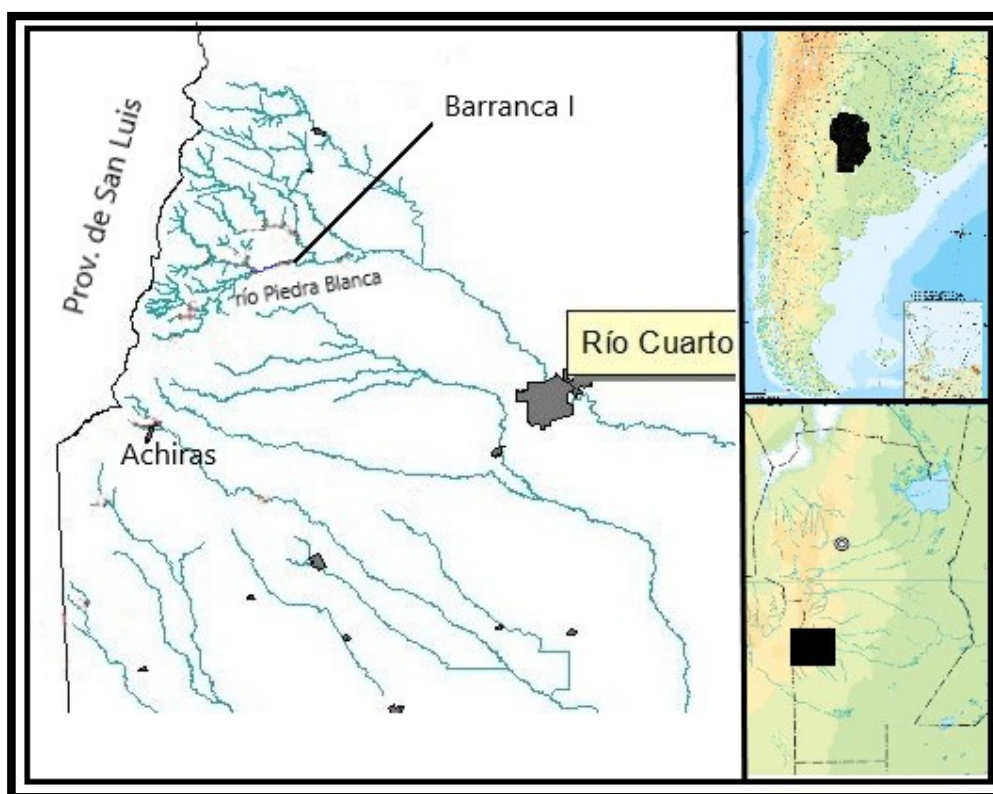 Barranca I
Prov. de San Luis
río Piedra Blanca
Río Cuarto
Achiras